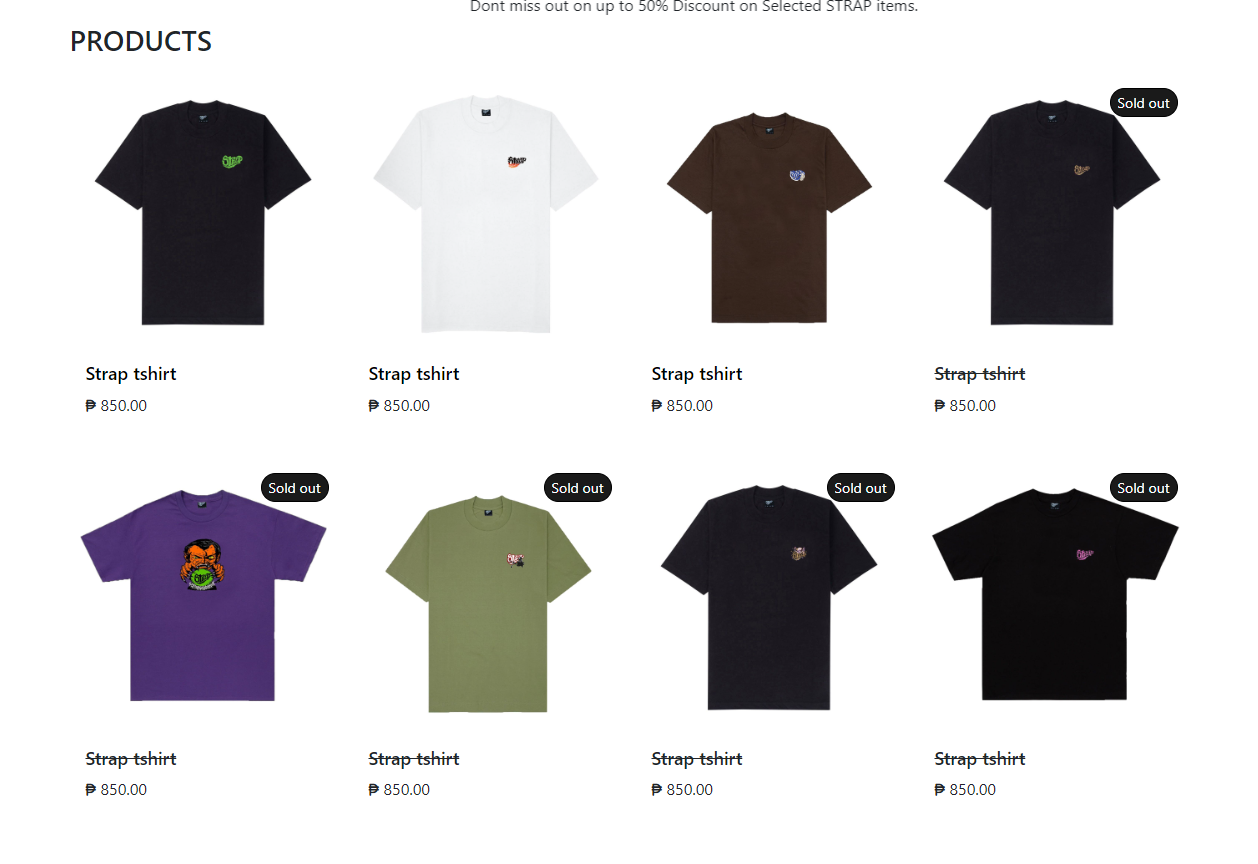 Dont miss out on up to 50% Discount on Selected STRAP items.
PRODUCTS
Sold out
Strap
Strap
Strap tshirt
₱ 850.00
Strap tshirt
₱ 850.00
Strap tshirt
₱ 850.00
Strap tshirt
₱ 850.00
Sold out
Sold out
Sold out
Sold out
Strap tshirt
₱ 850.00
Strap tshirt
₱ 850.00
Strap tshirt
₱ 850.00
Strap tshirt
₱ 850.00